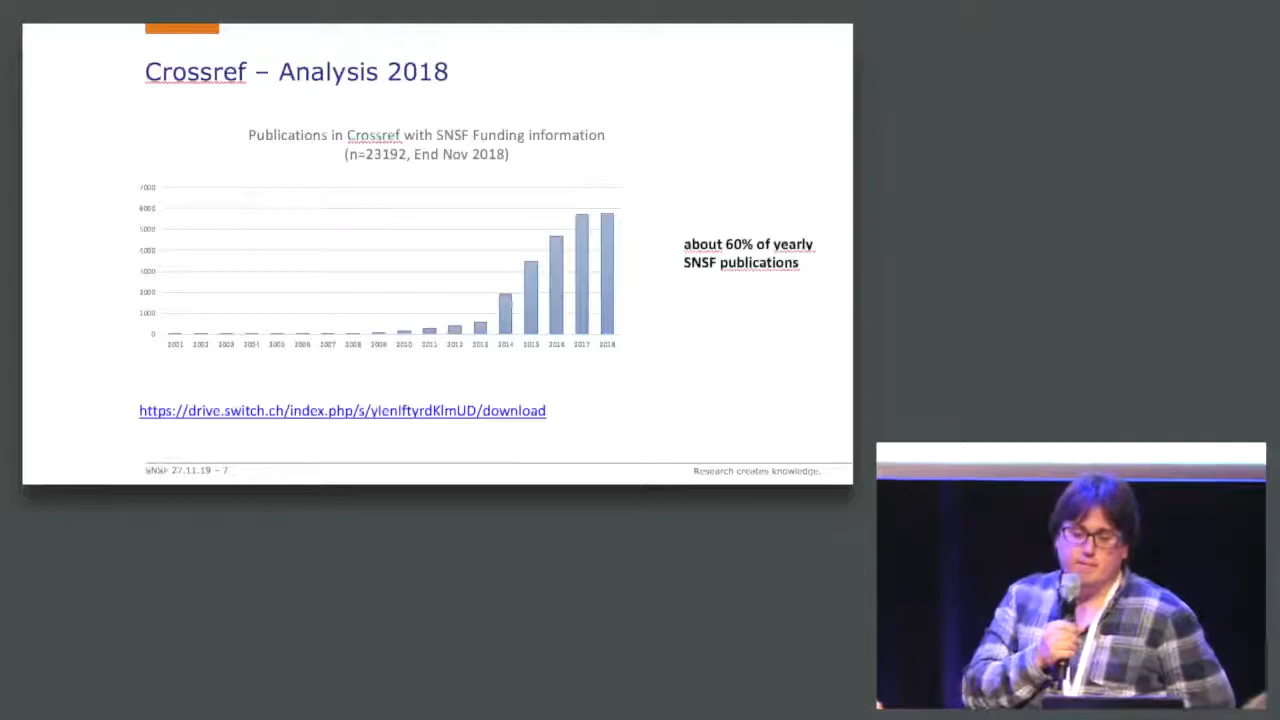 Crossref – Analysis 2018
Publications in Crossref with SNSF Funding information
(n=23192, End Nov 2018)
7000
6000
5000
4000
3000
2000
1000
0
2001 2002 2003 2004 2005 2006 2007 2008 2009 2010 2011 2012 2013 2014 2015 2016 2017 2018
about 60% of yearly
SNSF publications
https://drive.switch.ch/index.php/s/yIenIftyrdKlmUD/download
SNSF 27.11.19 – 7
Research creates knowledge.